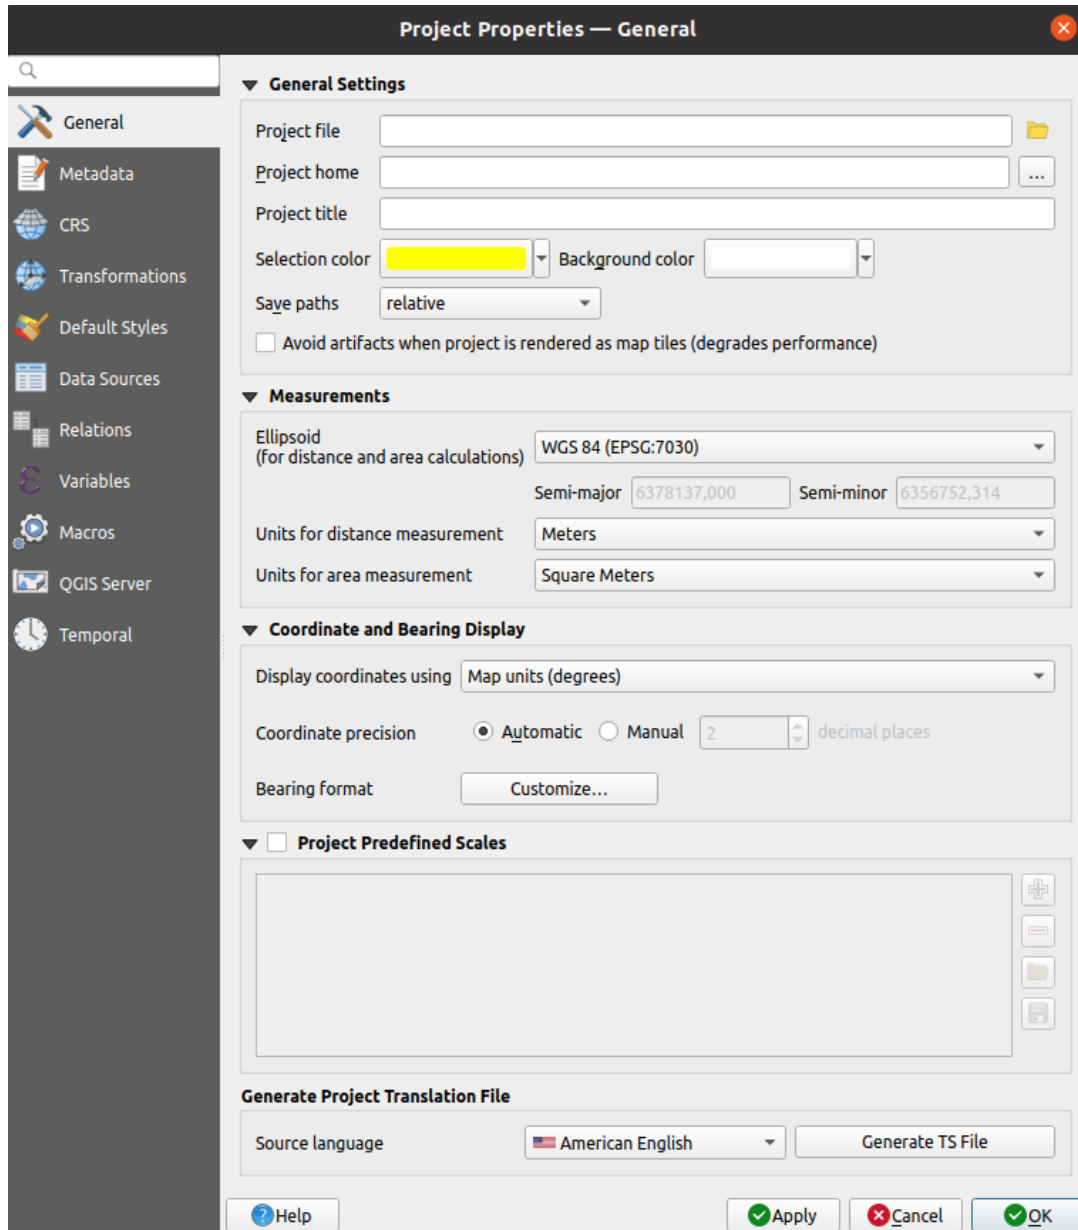 Project Properties — General
General
Metadata
CRS
Transformations
Default Styles
Data Sources
Relations
Variables
Macros
QGIS Server
Temporal
General Settings
Project file
Project home ...
Project title
Selection color Background color
Save paths relative
Avoid artifacts when project is rendered as map tiles (degrades performance)
Measurements
Ellipsoid
(for distance and area calculations) WGS 84 (EPSG:7030)
Semi-major 6378137,000 Semi-minor 6356752,314
Units for distance measurement Meters
Units for area measurement Square Meters
Coordinate and Bearing Display
Display coordinates using Map units (degrees)
Coordinate precision Automatic Manual 2 decimal places
Bearing format Customize...
Project Predefined Scales
Generate Project Translation File
Source language American English Generate TS File
Help Apply Cancel OK